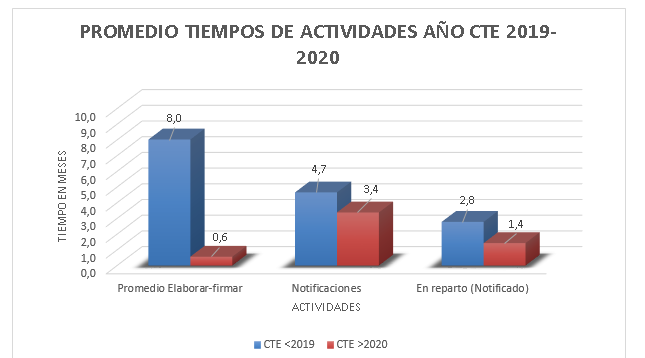 PROMEDIO TIEMPOS DE ACTIVIDADES AÑO CTE 2019-
2020
TIEMPO EN MESES
10,0
9,0
8,0
7,0
6,0
5,0
4,0
3,0
2,0
1,0
0,0
8,0
0,6
4,7
3,4
2,8
1,4
Promedio Elaborar-firmar
Notificaciones
En reparto (Notificado)
ACTIVIDADES
CTE <2019
CTE >2020